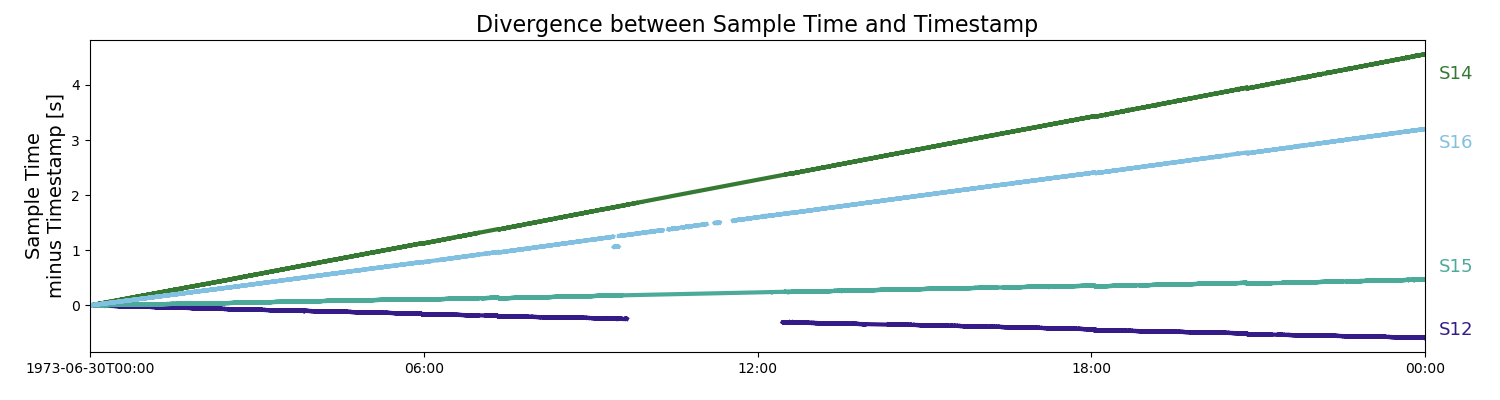 Divergence between Sample Time and Timestamp
Sample Time
minus Timestamp [s]
4
3
2
1
0
S14
S16
S15
S12
1973-06-30T00:00
06:00
12:00
18:00
00:00